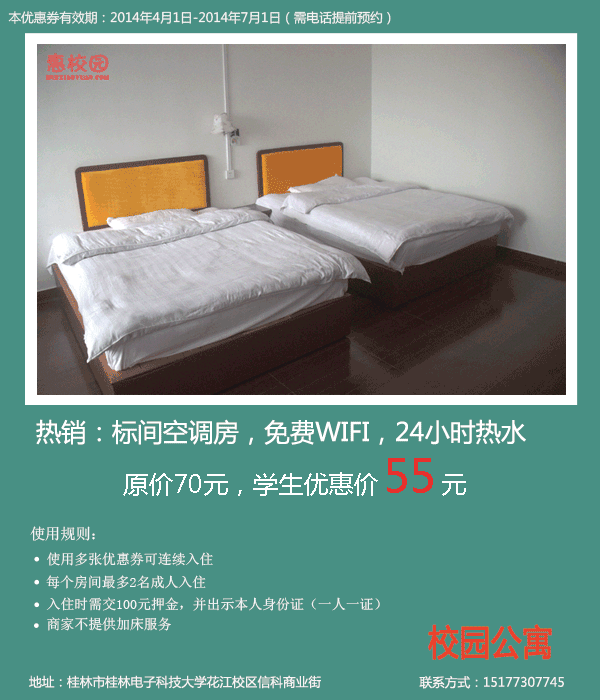 本优惠券有效期：2014年4月1日-2014年7月1日（需电话提前预约）
惠校园
热销：标间空调房，免费WIFI，24小时热水
原价70元，学生优惠价 55 元
使用规则：
• 使用多张优惠券可连续入住
• 每个房间最多2名成人入住
• 入住时需交100元押金，并出示本人身份证（一人一证）
• 商家不提供加床服务
校园公寓
地址：桂林市桂林电子科技大学花江校区信科商业街 联系方式：15177307745